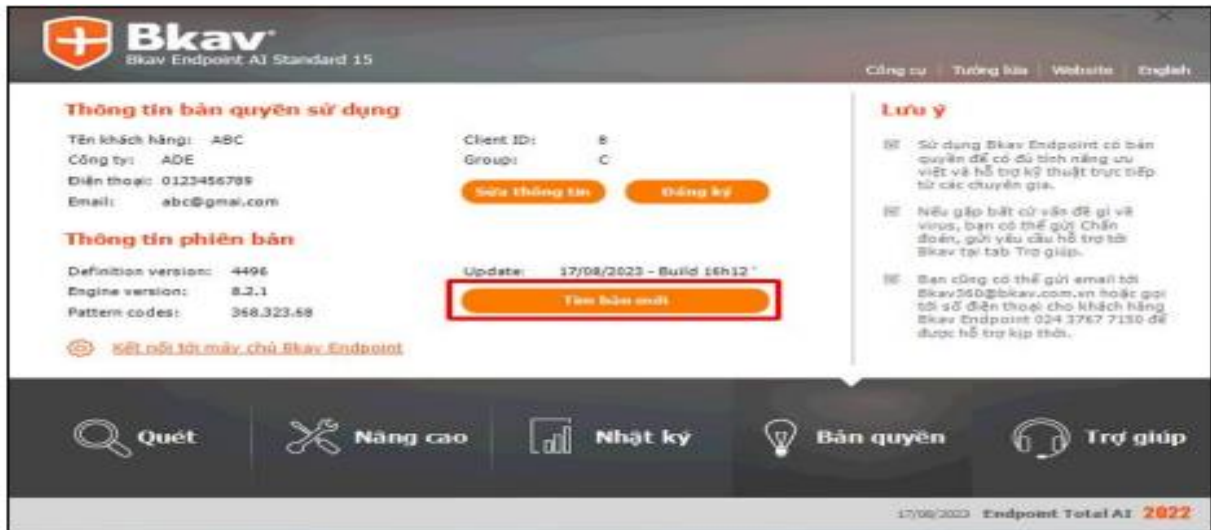 Bkav
Bkav Endpoint AI Standard 15
Công cụ | Tường lửa | Website | English
Thông tin bản quyền sử dụng
Tên khách hàng: ABC
Công ty: ADE
Điện thoại: 0123456789
Email: abc@gmai.com
Client ID: B
Group: C
Sửa thông tin
Đăng ký
Thông tin phiên bản
Definition version: 4496
Engine version: 8.2.1
Pattern codes: 368.323.68
Update: 17/08/2023 - Build 16h12
Tìm bản mới
Kết nối tới máy chủ Bkav Endpoint
Lưu ý
Sử dụng Bkav Endpoint có bản
quyền để có đủ tính năng ưu
việt và hỗ trợ kỹ thuật trực tiếp
từ các chuyên gia.
Nếu gặp bất cứ vấn đề gì về
virus, bạn có thể gửi Chẩn
đoán, gửi yêu cầu hỗ trợ tới
Bkav tại tab Trợ giúp.
Bạn cũng có thể gửi email tới
Bkav360@bkav.com.vn hoặc gọi
tới số điện thoại cho khách hàng
Bkav Endpoint 024 3767 7150 để
được hỗ trợ kịp thời.
Quét
Nâng cao
Nhật ký
Bản quyền
Trợ giúp
17/08/2023 Endpoint Total AI 2022